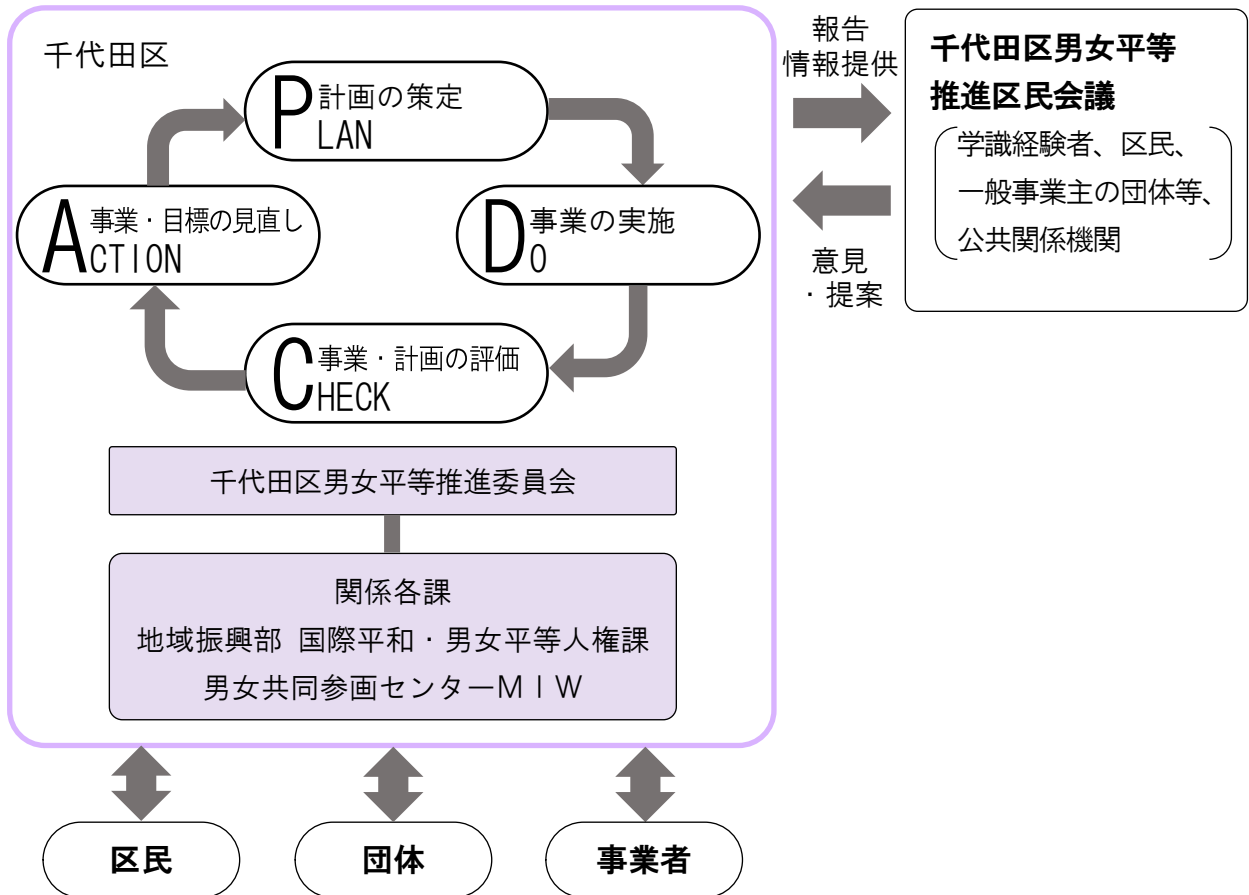 千代田区
P計画の策定
LAN
A事業・目標の見直し
CTION
D事業の実施
O
C事業・計画の評価
HECK
千代田区男女平等推進委員会
関係各課
地域振興部 国際平和・男女平等人権課
男女共同参画センターMIW
区民
団体
事業者
報告
情報提供
意見
・提案
千代田区男女平等
推進区民会議
学識経験者、区民、
一般事業主の団体等、
公共関係機関